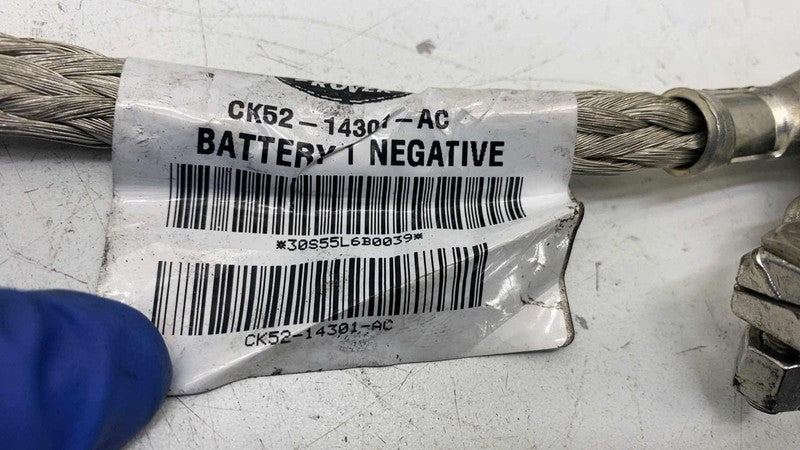 CK52-14301-AC
BATTERY 1 NEGATIVE
*30S55L6B0039*
CK52-14301-AC